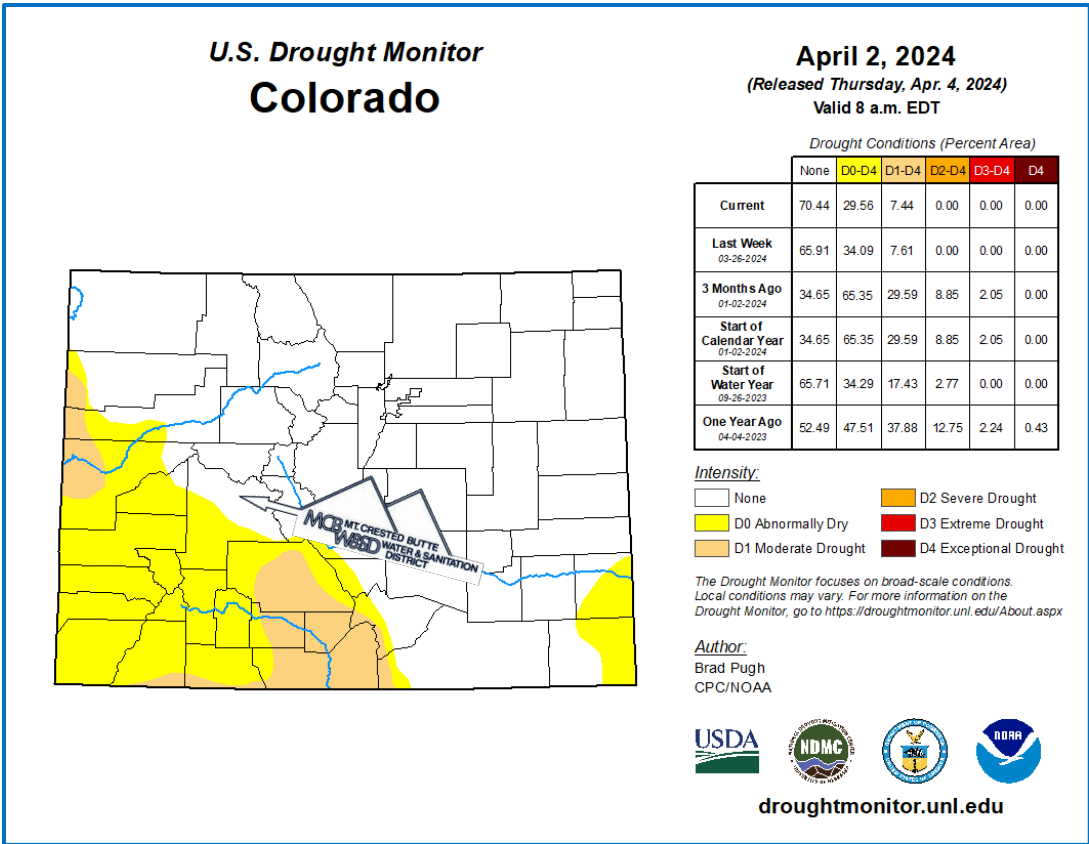 U.S. Drought Monitor
Colorado
April 2, 2024
(Released Thursday, Apr. 4, 2024)
Valid 8 a.m. EDT
Drought Conditions (Percent Area)
None D0-D4 D1-D4 D2-D4 D3-D4 D4
Current 70.44 29.56 7.44 0.00 0.00 0.00
Last Week
03-26-2024 65.91 34.09 7.61 0.00 0.00 0.00
3 Months Ago
01-02-2024 34.65 65.35 29.59 8.85 2.05 0.00
Start of
Calendar Year
01-02-2024 34.65 65.35 29.59 8.85 2.05 0.00
Start of
Water Year
09-26-2023 65.71 34.29 17.43 2.77 0.00 0.00
One Year Ago
04-04-2023 52.49 47.51 37.88 12.75 2.24 0.43
Intensity:
None
D0 Abnormally Dry
D1 Moderate Drought
D2 Severe Drought
D3 Extreme Drought
D4 Exceptional Drought
The Drought Monitor focuses on broad-scale conditions.
Local conditions may vary. For more information on the
Drought Monitor, go to https://droughtmonitor.unl.edu/About.aspx
Author:
Brad Pugh
CPC/NOAA
MCB
W&SD
MT. CRESTED BUTTE
WATER & SANITATION
DISTRICT
USDA
NDMC
NOAA
droughtmonitor.unl.edu